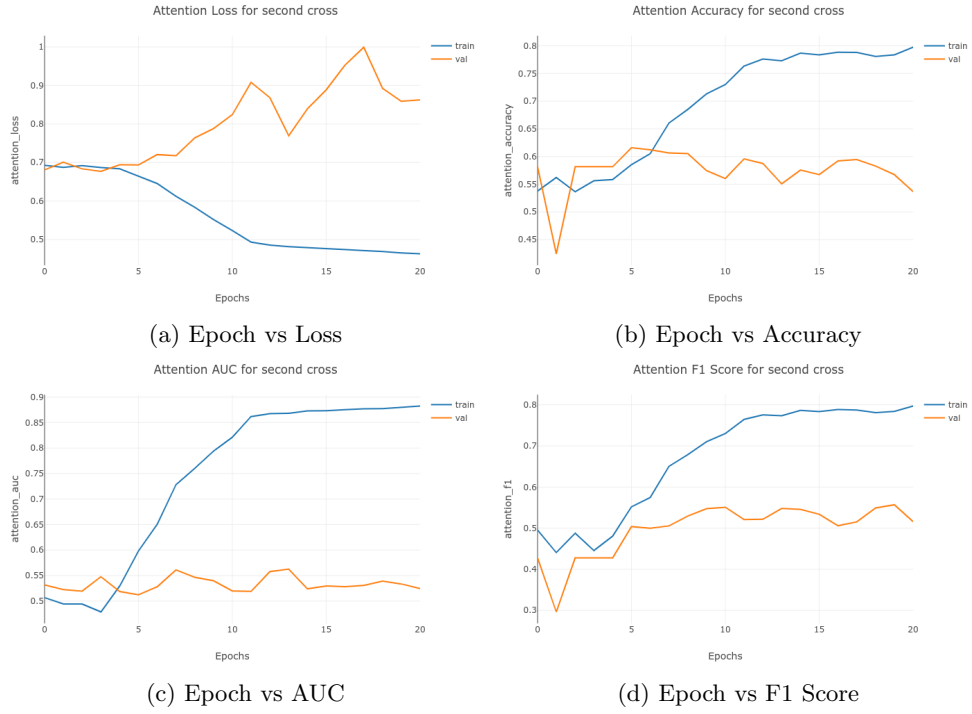 Attention Loss for second cross
train
val
attention_loss
1
0.9
0.8
0.7
0.6
0.5
0
5
10
15
20
Epochs
(a) Epoch vs Loss
Attention Accuracy for second cross
train
val
attention_accuracy
0.8
0.75
0.7
0.65
0.6
0.55
0.5
0.45
0
5
10
15
20
Epochs
(b) Epoch vs Accuracy
Attention AUC for second cross
train
val
attention_auc
0.9
0.85
0.8
0.75
0.7
0.65
0.6
0.55
0.5
0
5
10
15
20
Epochs
(c) Epoch vs AUC
Attention F1 Score for second cross
train
val
attention_f1
0.8
0.7
0.6
0.5
0.4
0.3
0
5
10
15
20
Epochs
(d) Epoch vs F1 Score